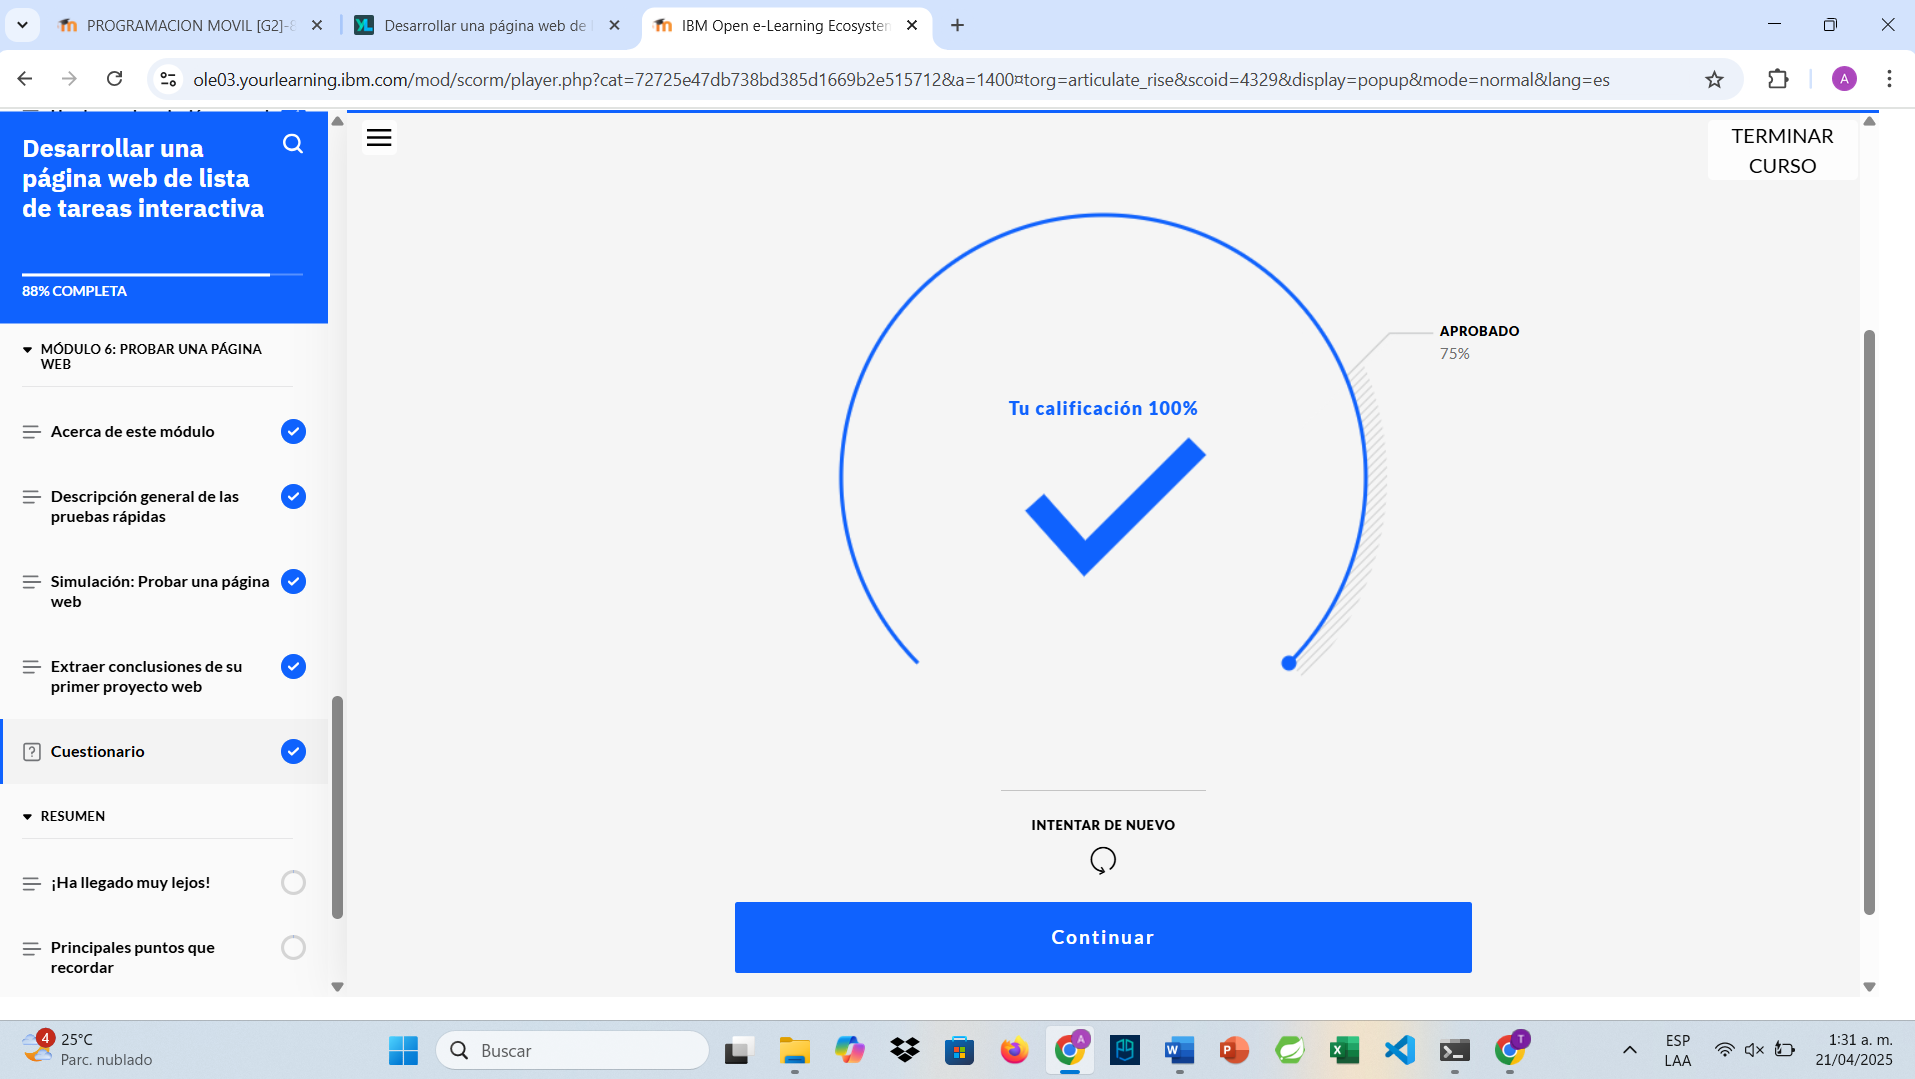 PROGRAMACION MOVIL [G2]-8
Desarrollar una página web de
IBM Open e-Learning Ecosystem
ole03.yourlearning.ibm.com/mod/scorm/player.php?cat=72725e47db738bd385d1669b2e515712&a=1400¤torg=articulate_rise&scoid=4329&display=popup&mode=normal&lang=es
A
Desarrollar una
página web de lista
de tareas interactiva
88% COMPLETA
MÓDULO 6: PROBAR UNA PÁGINA
WEB
Acerca de este módulo
Descripción general de las
pruebas rápidas
Simulación: Probar una página
web
Extraer conclusiones de su
primer proyecto web
Cuestionario
RESUMEN
¡Ha llegado muy lejos!
Principales puntos que
recordar
TERMINAR
CURSO
APROBADO
75%
Tu calificación 100%
INTENTAR DE NUEVO
Continuar
4
25°C
Parc. nublado
Buscar
A
T
ESP
LAA
1:31 a. m.
21/04/2025